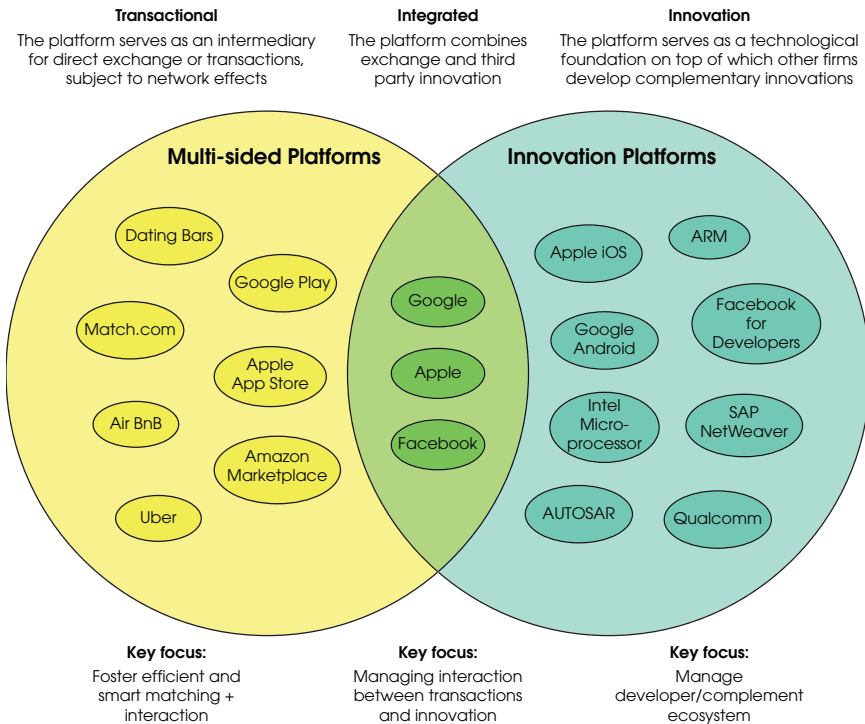 Transactional
The platform serves as an intermediary
for direct exchange or transactions,
subject to network effects
Integrated
The platform combines
exchange and third
party innovation
Innovation
The platform serves as a technological
foundation on top of which other firms
develop complementary innovations
Multi-sided Platforms
Dating Bars
Google Play
Match.com
Apple
App Store
Air BnB
Amazon
Marketplace
Uber
Google
Apple
Facebook
Innovation Platforms
Apple iOS
ARM
Google
Android
Facebook
for
Developers
Intel
Micro-
processor
SAP
NetWeaver
AUTOSAR
Qualcomm
Key focus:
Foster efficient and
smart matching +
interaction
Key focus:
Managing interaction
between transactions
and innovation
Key focus:
Manage
developer/complement
ecosystem